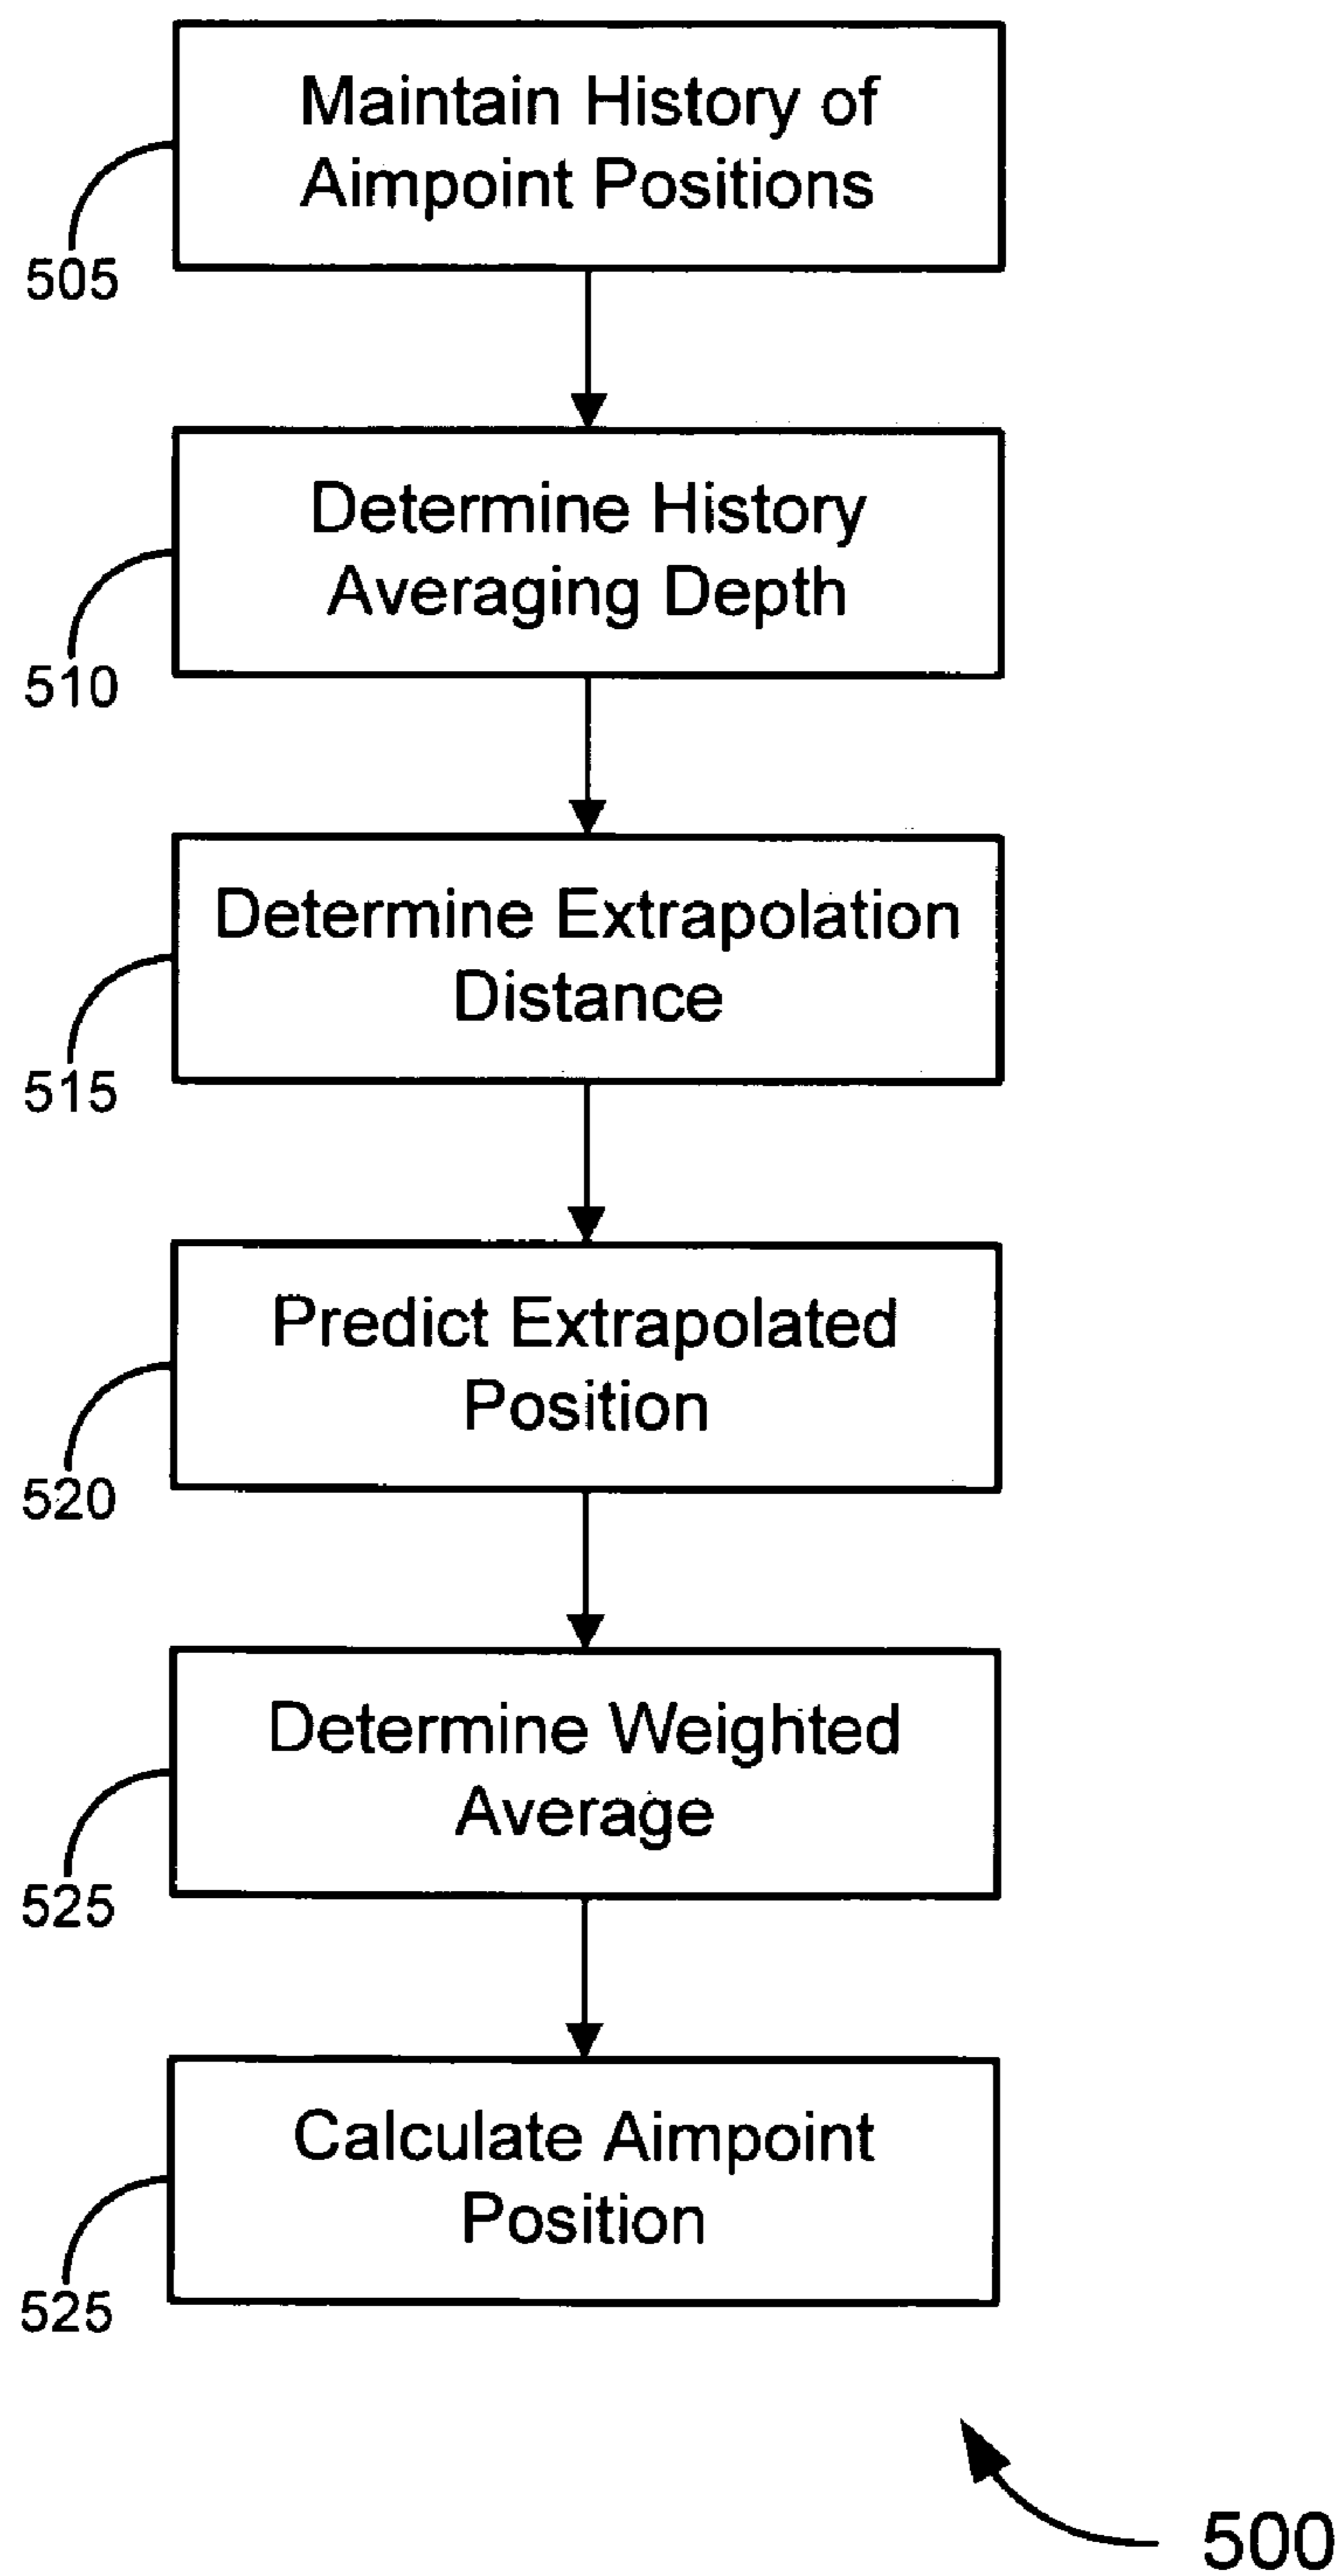 Maintain History of
Aimpoint Positions
505
Determine History
Averaging Depth
510
Determine Extrapolation
Distance
515
Predict Extrapolated
Position
520
Determine Weighted
Average
525
Calculate Aimpoint
Position
525
500